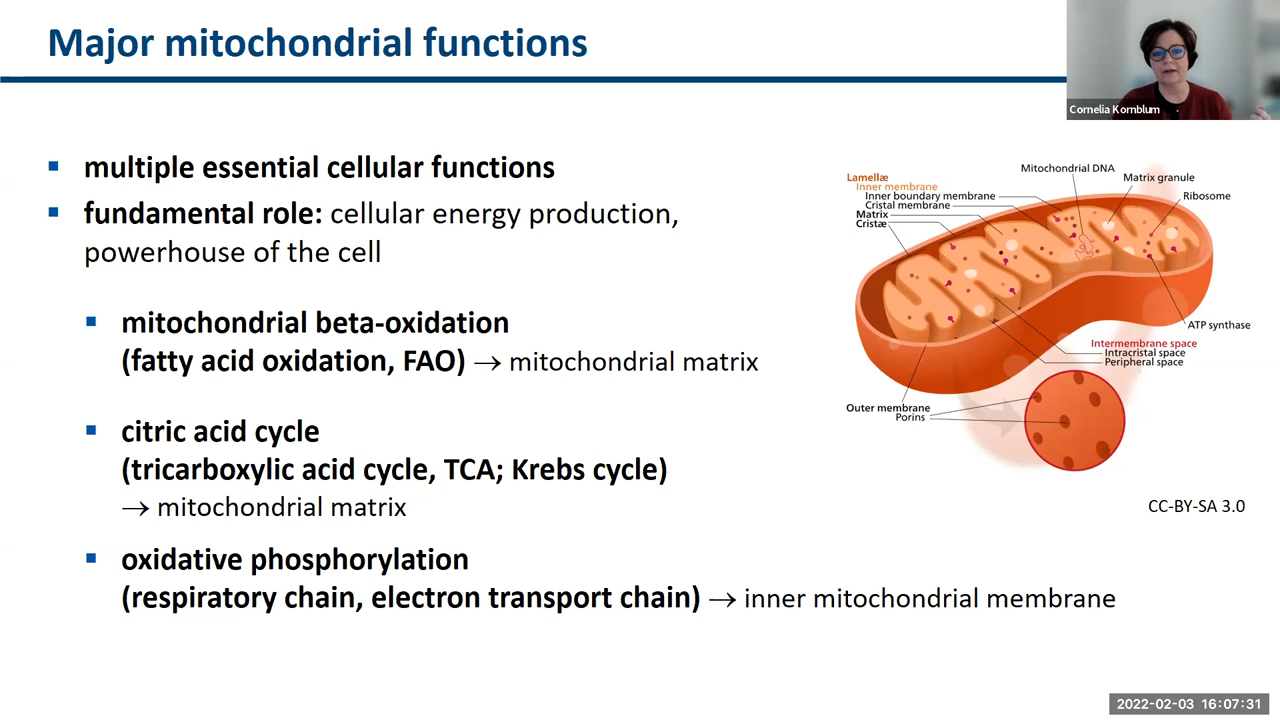 Major mitochondrial functions
Cornelia Kornblum
multiple essential cellular functions
fundamental role: cellular energy production,
powerhouse of the cell
mitochondrial beta-oxidation
(fatty acid oxidation, FAO) → mitochondrial matrix
citric acid cycle
(tricarboxylic acid cycle, TCA; Krebs cycle)
→ mitochondrial matrix
oxidative phosphorylation
(respiratory chain, electron transport chain) → inner mitochondrial membrane
Mitochondrial DNA
Matrix granule
Ribosome
Lamellæ
Inner membrane
Inner boundary membrane
Cristal membrane
Matrix
Cristæ
ATP synthase
Intermembrane space
Intracristal space
Peripheral space
Outer membrane
Porins
CC-BY-SA 3.0
2022-02-03 16:07:31